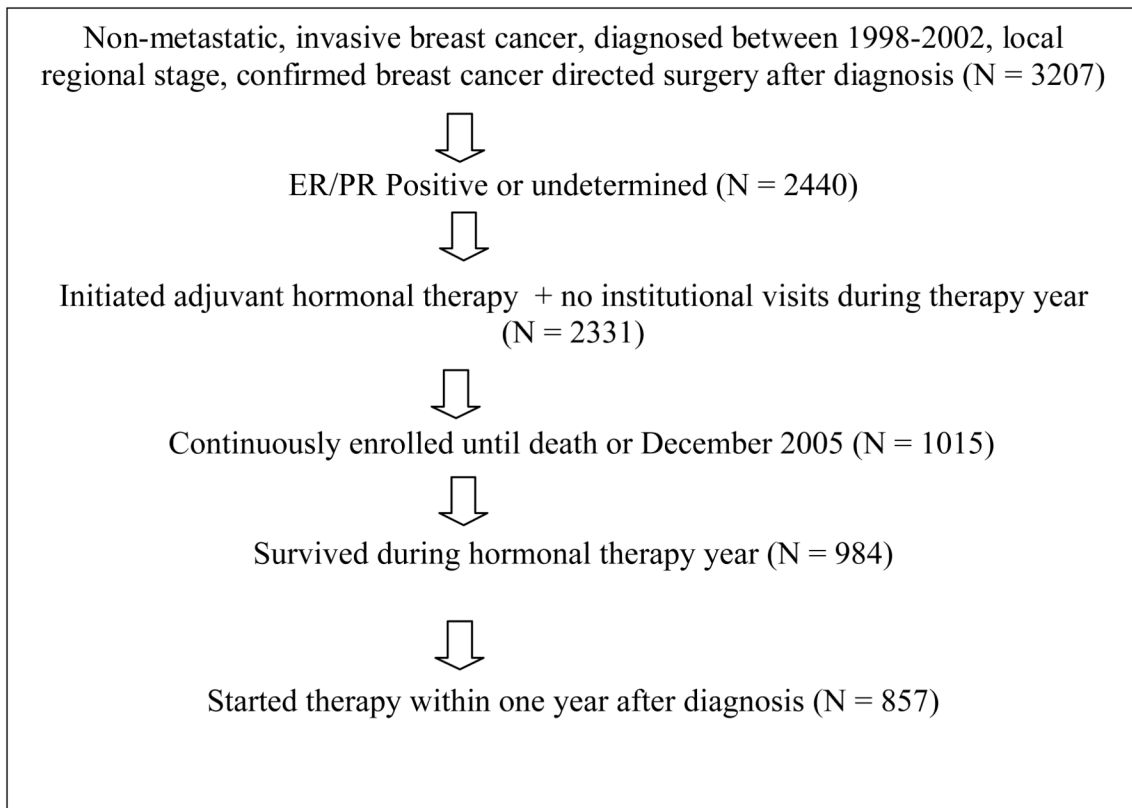 Non-metastatic, invasive breast cancer, diagnosed between 1998-2002, local
regional stage, confirmed breast cancer directed surgery after diagnosis (N = 3207)
ER/PR Positive or undetermined (N = 2440)
Initiated adjuvant hormonal therapy + no institutional visits during therapy year
(N = 2331)
Continuously enrolled until death or December 2005 (N = 1015)
Survived during hormonal therapy year (N = 984)
Started therapy within one year after diagnosis (N = 857)